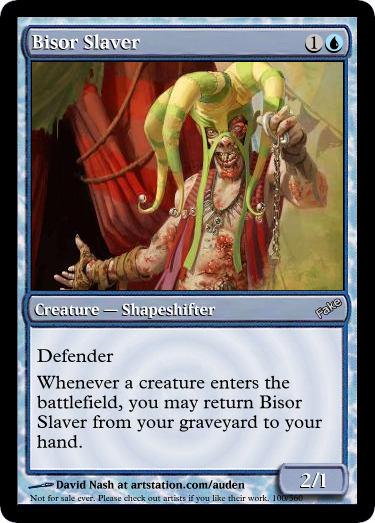 Bisor Slaver 1
Creature — Shapeshifter Fake
Defender
Whenever a creature enters the
battlefield, you may return Bisor
Slaver from your graveyard to your
hand.
2/1
David Nash at artstation.com/auden
Not for sale ever. Please check out artists if you like their work. 100/360